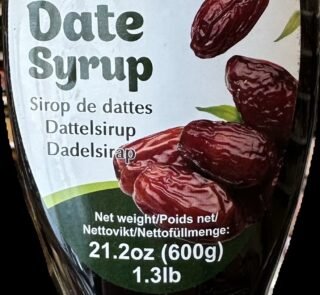 Date
Syrup
Sirop de dattes
Dattelsirup
Dadelsirap
Net weight/Poids net/
Nettovikt/Nettofüllmenge:
21.2oz (600g)
1.3lb